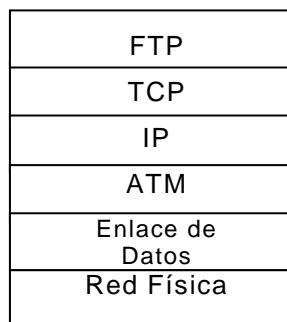 FTP
TCP
IP
ATM
Enlace de
Datos
Red Física